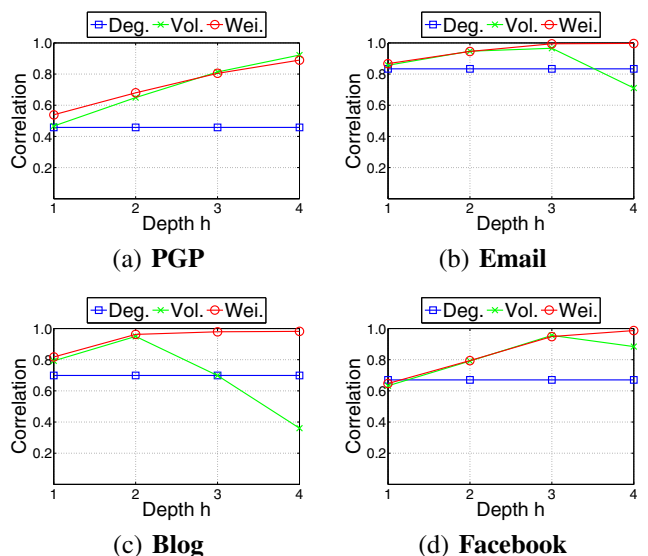 Deg. Vol. Wei.
1.0
0.8
0.6
0.4
0.2
Correlation
1 2 3 4
Depth h
(a) PGP
Deg. Vol. Wei.
1.0
0.8
0.6
0.4
0.2
Correlation
1 2 3 4
Depth h
(b) Email
Deg. Vol. Wei.
1.0
0.8
0.6
0.4
0.2
Correlation
1 2 3 4
Depth h
(c) Blog
Deg. Vol. Wei.
1.0
0.8
0.6
0.4
0.2
Correlation
1 2 3 4
Depth h
(d) Facebook